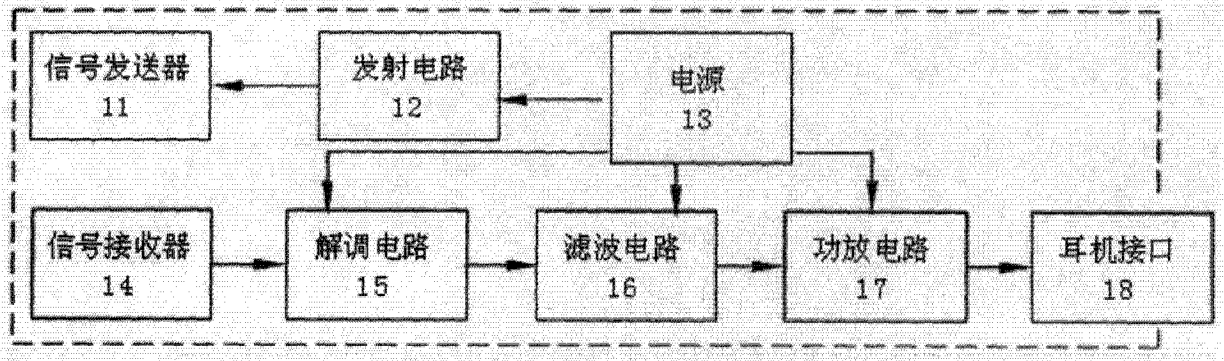 信号发送器
11
发射电路
12
电源
13
信号接收器
14
解调电路
15
滤波电路
16
功放电路
17
耳机接口
18